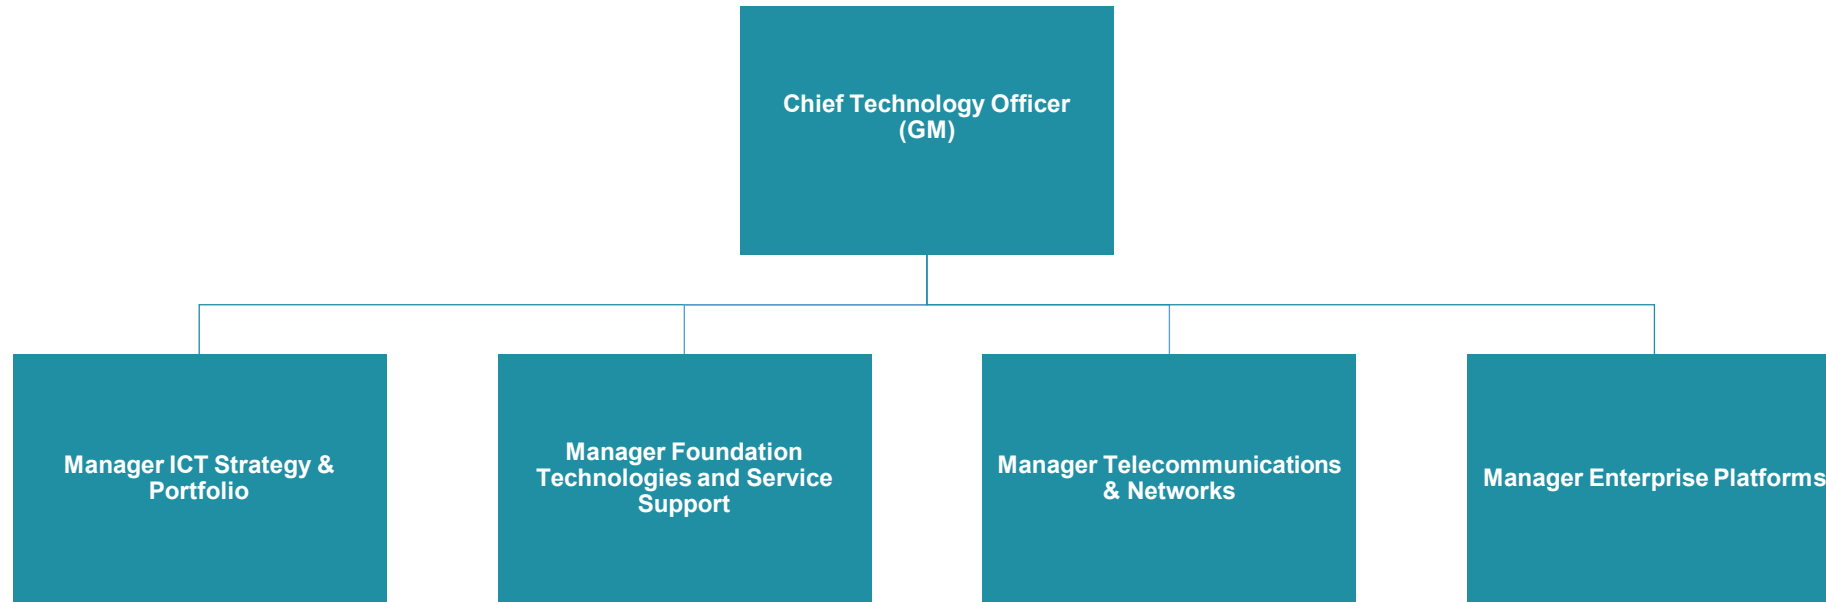 Chief Technology Officer
(GM)
Manager ICT Strategy &
Portfolio
Manager Foundation
Technologies and Service
Support
Manager Telecommunications
& Networks
Manager Enterprise Platforms